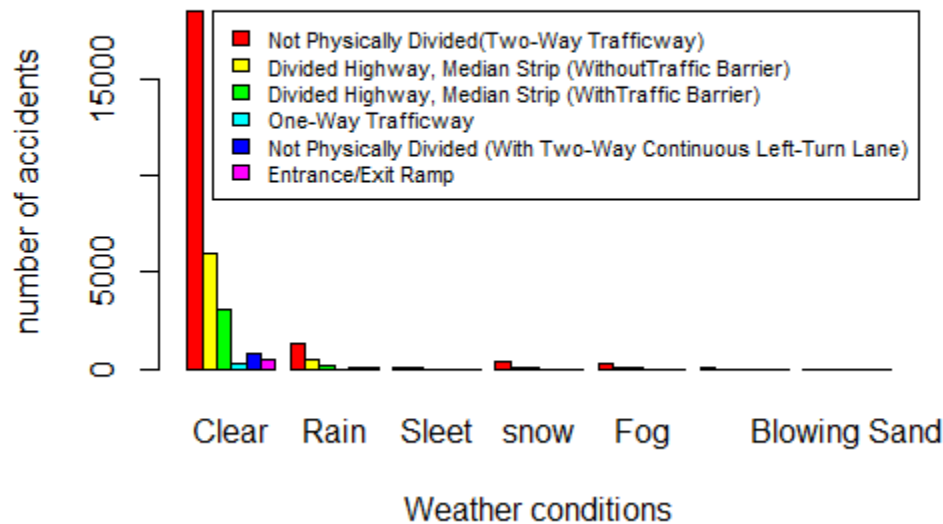 Not Physically Divided(Two-Way Trafficway)
Divided Highway, Median Strip (WithoutTraffic Barrier)
Divided Highway, Median Strip (WithTraffic Barrier)
One-Way Trafficway
Not Physically Divided (With Two-Way Continuous Left-Turn Lane)
Entrance/Exit Ramp
number of accidents
15000
5000
0
Clear Rain Sleet snow Fog Blowing Sand
Weather conditions